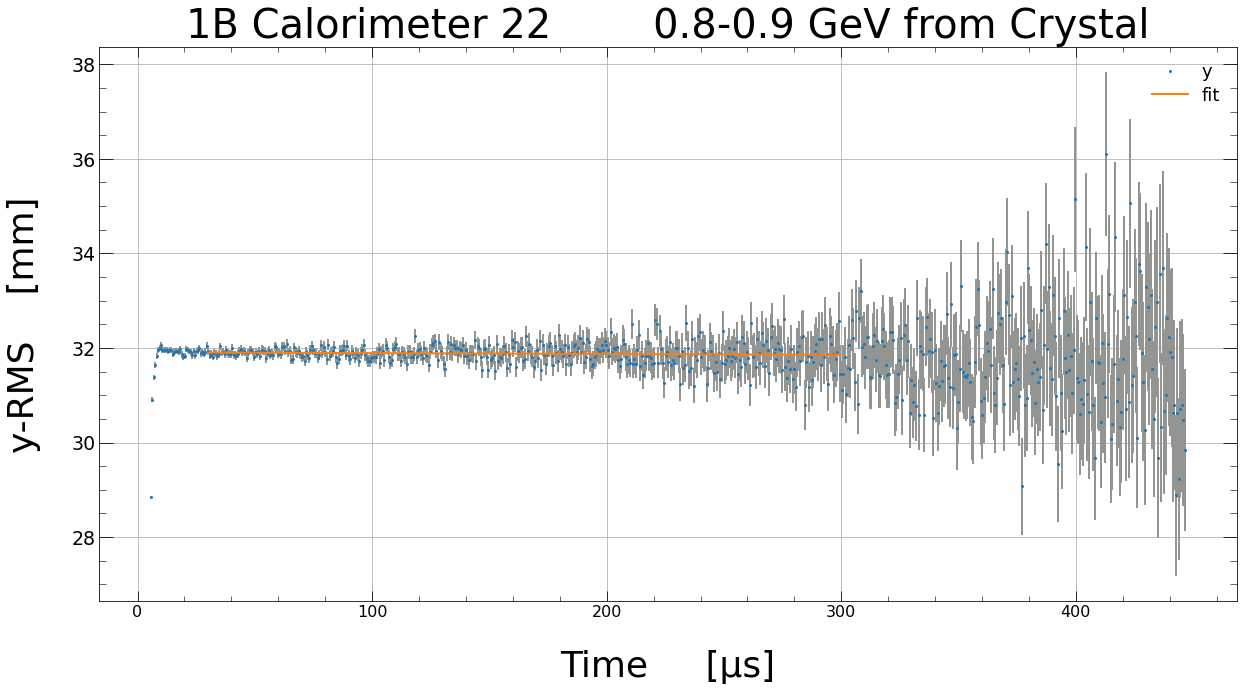 1B Calorimeter 22 0.8-0.9 GeV from Crystal
y
fit
38
36
34
32
30
28
y-RMS [mm]
0 100 200 300 400
Time [µs]